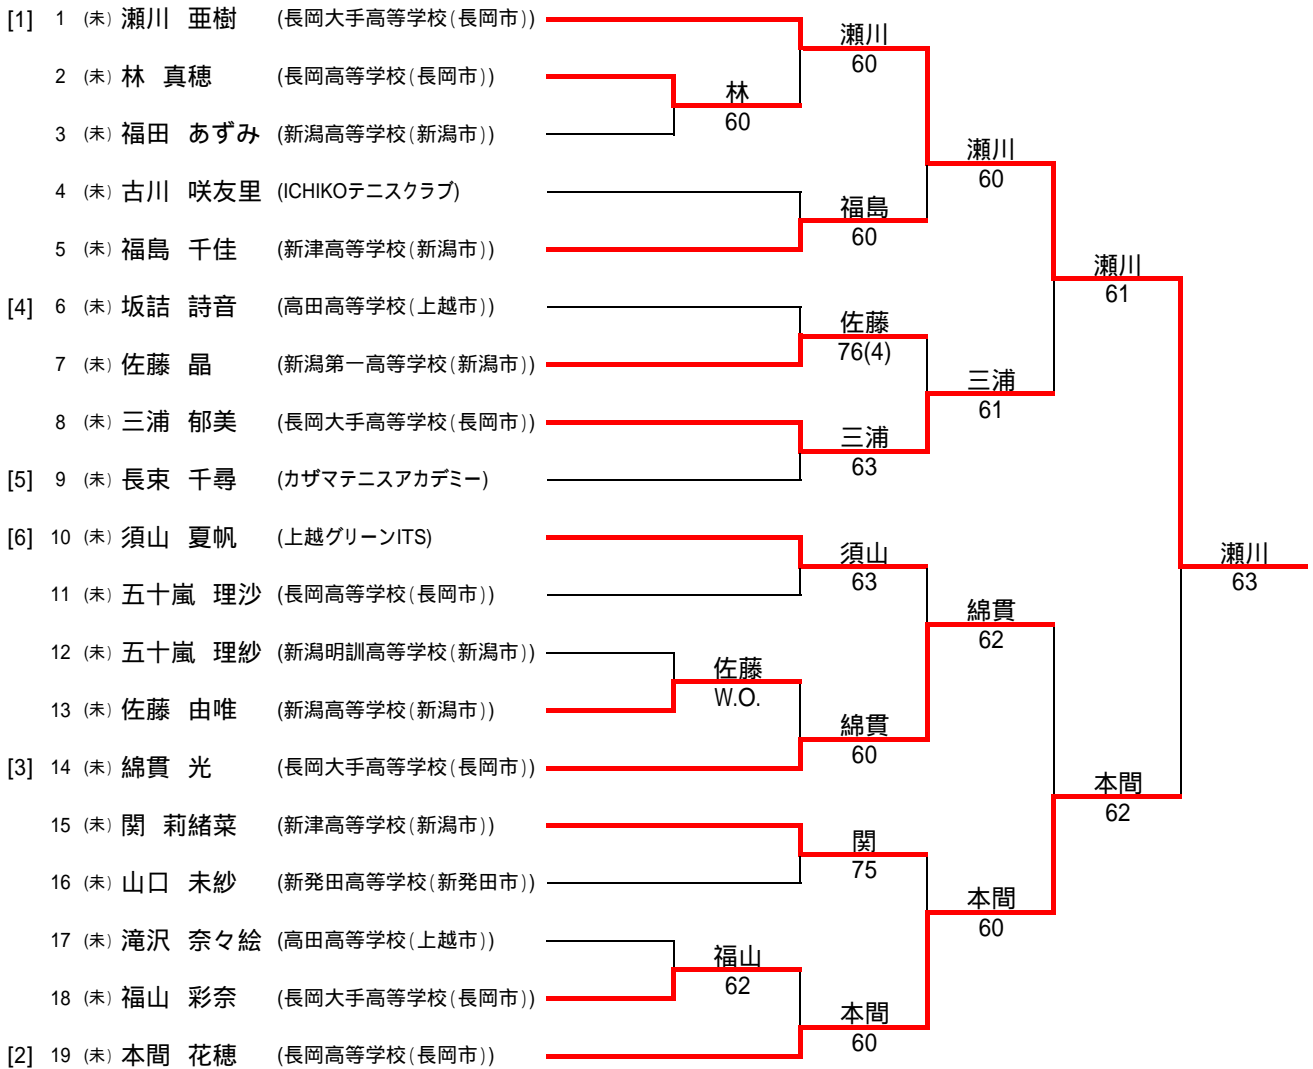 [1] 1 (未) 瀬川 亜樹 (長岡大手高等学校(長岡市))
瀬川
60
2 (未) 林 真穂 (長岡高等学校(長岡市))
林
60
3 (未) 福田 あずみ (新潟高等学校(新潟市))
瀬川
60
4 (未) 古川 咲友里 (ICHIKOテニスクラブ)
福島
60
5 (未) 福島 千佳 (新津高等学校(新潟市))
瀬川
61
[4] 6 (未) 坂詰 詩音 (高田高等学校(上越市))
佐藤
76(4)
7 (未) 佐藤 晶 (新潟第一高等学校(新潟市))
三浦
61
8 (未) 三浦 郁美 (長岡大手高等学校(長岡市))
三浦
63
[5] 9 (未) 長束 千尋 (カザマテニスアカデミー)
[6] 10 (未) 須山 夏帆 (上越グリーンITS)
須山
63
瀬川
63
11 (未) 五十嵐 理沙 (長岡高等学校(長岡市))
綿貫
62
12 (未) 五十嵐 理紗 (新潟明訓高等学校(新潟市))
佐藤
W.O.
13 (未) 佐藤 由唯 (新潟高等学校(新潟市))
綿貫
60
[3] 14 (未) 綿貫 光 (長岡大手高等学校(長岡市))
本間
62
15 (未) 関 莉緒菜 (新津高等学校(新潟市))
関
75
16 (未) 山口 未紗 (新発田高等学校(新発田市))
本間
60
17 (未) 滝沢 奈々絵 (高田高等学校(上越市))
福山
62
18 (未) 福山 彩奈 (長岡大手高等学校(長岡市))
本間
60
[2] 19 (未) 本間 花穂 (長岡高等学校(長岡市))